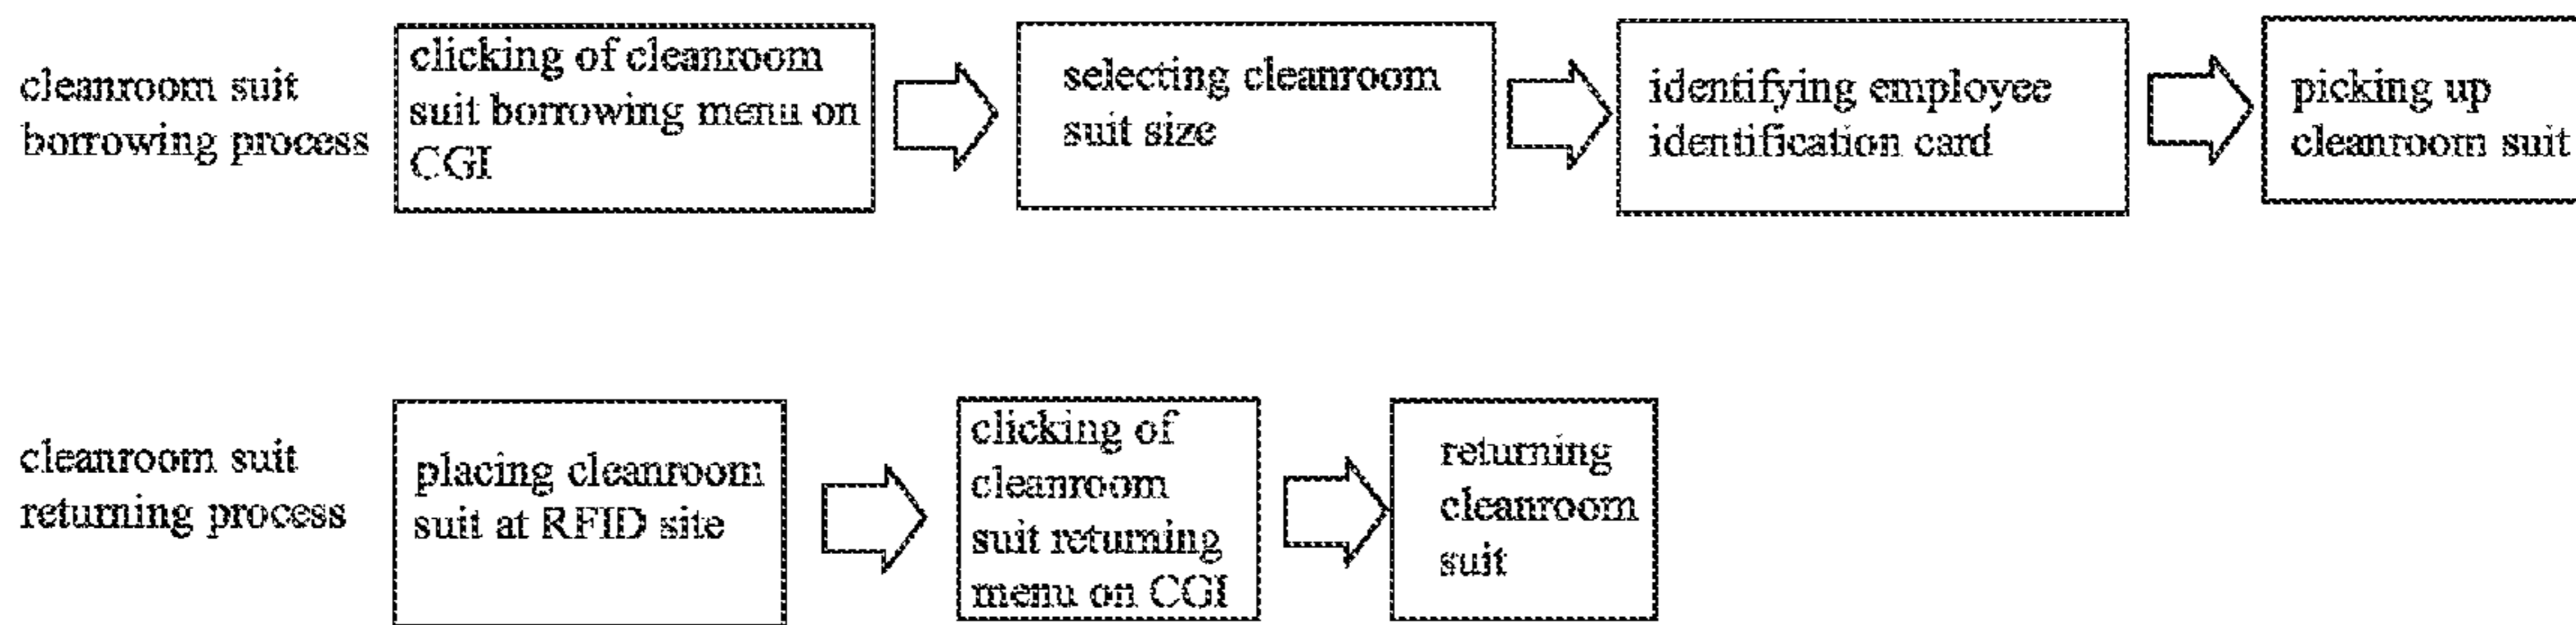 cleanroom suit
borrowing process
clicking of cleanroom
suit borrowing menu on
CGI
selecting cleanroom
suit size
identifying employee
identification card
picking up
cleanroom suit
cleanroom suit
returning process
placing cleanroom
suit at RFID site
clicking of
cleanroom
suit returning
menu on CGI
returning
cleanroom
suit